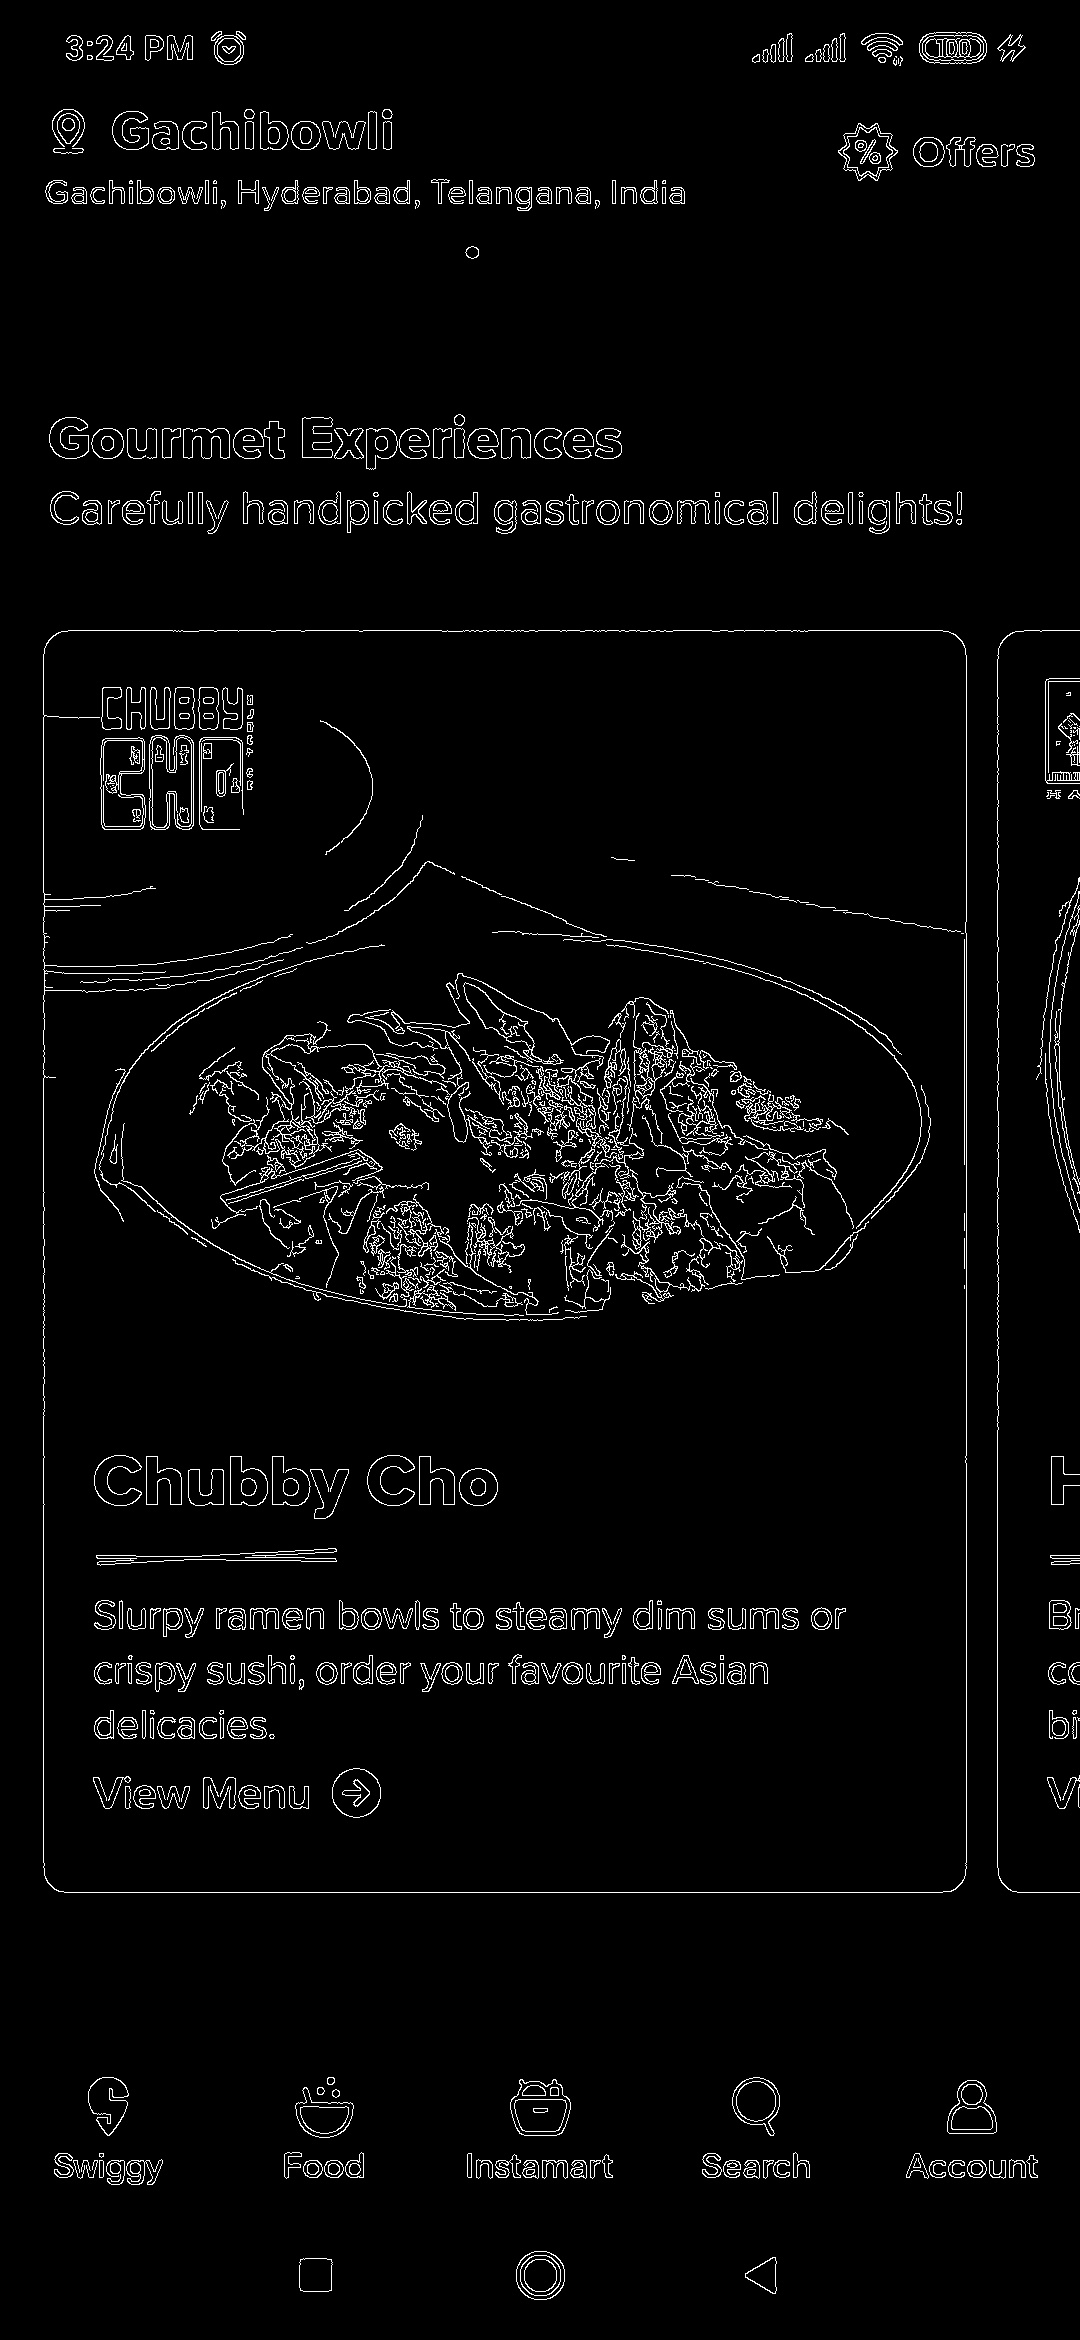 3:24 PM
100
Gachibowli
Offers
Gachibowli, Hyderabad, Telangana, India
Gourmet Experiences
Carefully handpicked gastronomical delights!
CHUBBY
CHO
Chubby Cho
H
Slurpy ramen bowls to steamy dim sums or
crispy sushi, order your favourite Asian
delicacies.
View Menu
Swiggy
Food
Instamart
Search
Account